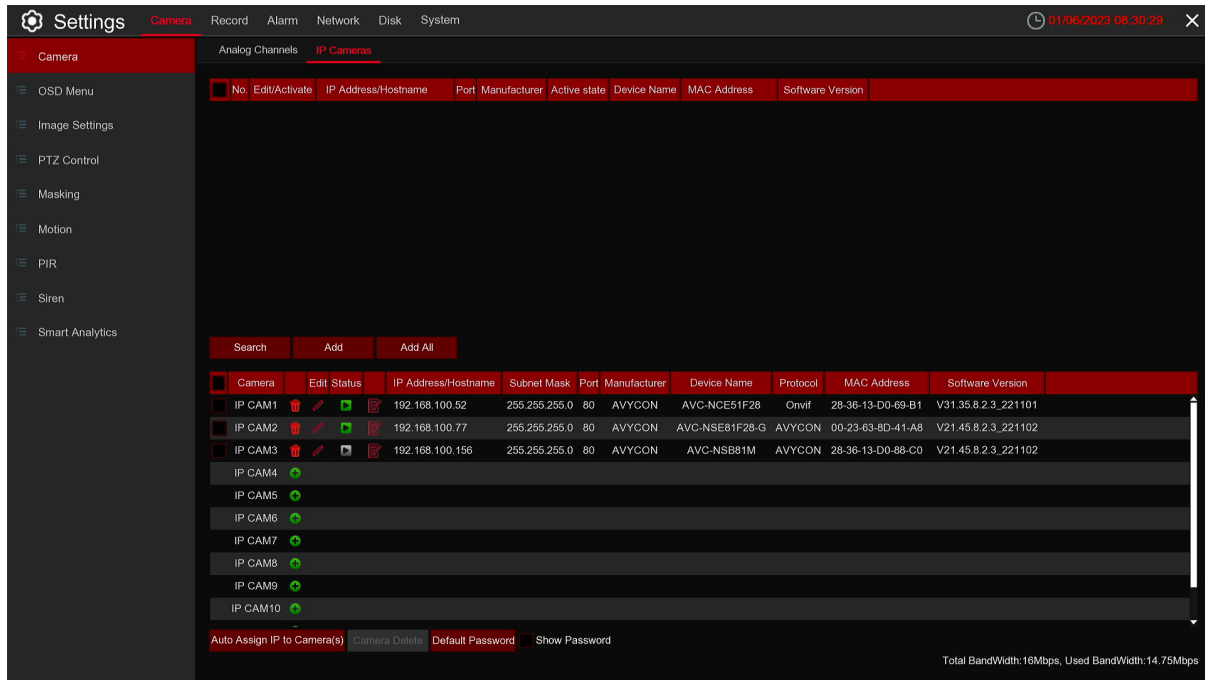 Settings Camera Record Alarm Network Disk System 01/06/2023 08:30:29
Camera
OSD Menu
Image Settings
PTZ Control
Masking
Motion
PIR
Siren
Smart Analytics
Analog Channels IP Cameras
No. Edit/Activate IP Address/Hostname Port Manufacturer Active state Device Name MAC Address Software Version
Search Add Add All
Camera Edit Status IP Address/Hostname Subnet Mask Port Manufacturer Device Name Protocol MAC Address Software Version
IP CAM1 192.168.100.52 255.255.255.0 80 AVYCON AVC-NCE51F28 Onvif 28-36-13-D0-69-B1 V31.35.8.2.3_221101
IP CAM2 192.168.100.77 255.255.255.0 80 AVYCON AVC-NSE81F28-G AVYCON 00-23-63-8D-41-A8 V21.45.8.2.3_221102
IP CAM3 192.168.100.156 255.255.255.0 80 AVYCON AVC-NSB81M AVYCON 28-36-13-D0-88-C0 V21.45.8.2.3_221102
IP CAM4
IP CAM5
IP CAM6
IP CAM7
IP CAM8
IP CAM9
IP CAM10
Auto Assign IP to Camera(s) Camera Delete Default Password Show Password
Total BandWidth:16Mbps, Used BandWidth:14.75Mbps